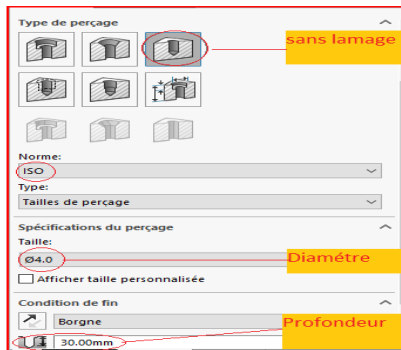 Type de perçage
sans lamage
Norme:
ISO
Type:
Tailles de perçage
Spécifications du perçage
Taille:
Ø4.0
Diamétre
Afficher taille personnalisée
Condition de fin
Borgne
Profondeur
30.00mm